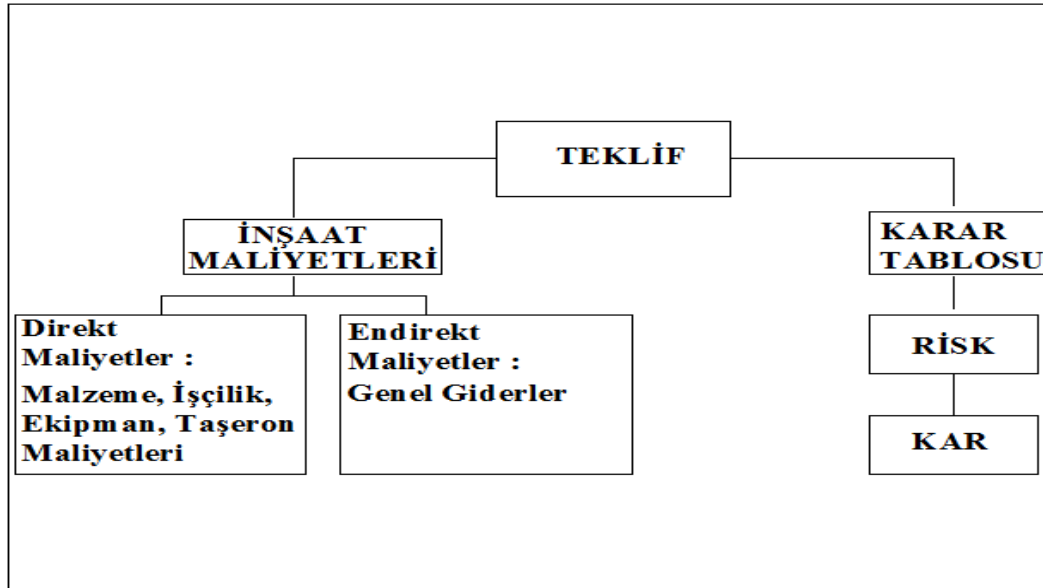 TEKLİF
İNŞAAT
MALİYETLERİ
KARAR
TABLOSU
Direkt
Maliyetler :
Malzeme, İşçilik,
Ekipman, Taşeron
Maliyetleri
Endirekt
Maliyetler :
Genel Giderler
RİSK
KAR